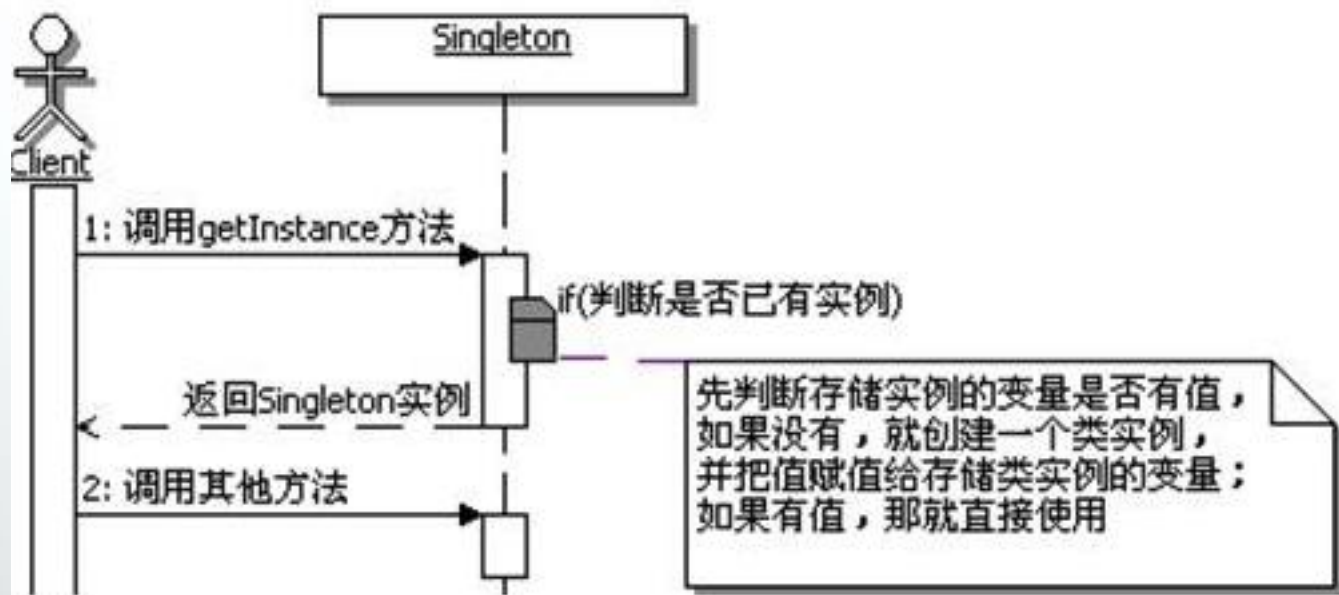 Singleton
Client
1: 调用getInstance方法
if(判断是否已有实例)
返回Singleton实例
先判断存储实例的变量是否有值，
如果没有，就创建一个类实例，
并把值赋值给存储类实例的变量；
如果有值，那就直接使用
2: 调用其他方法